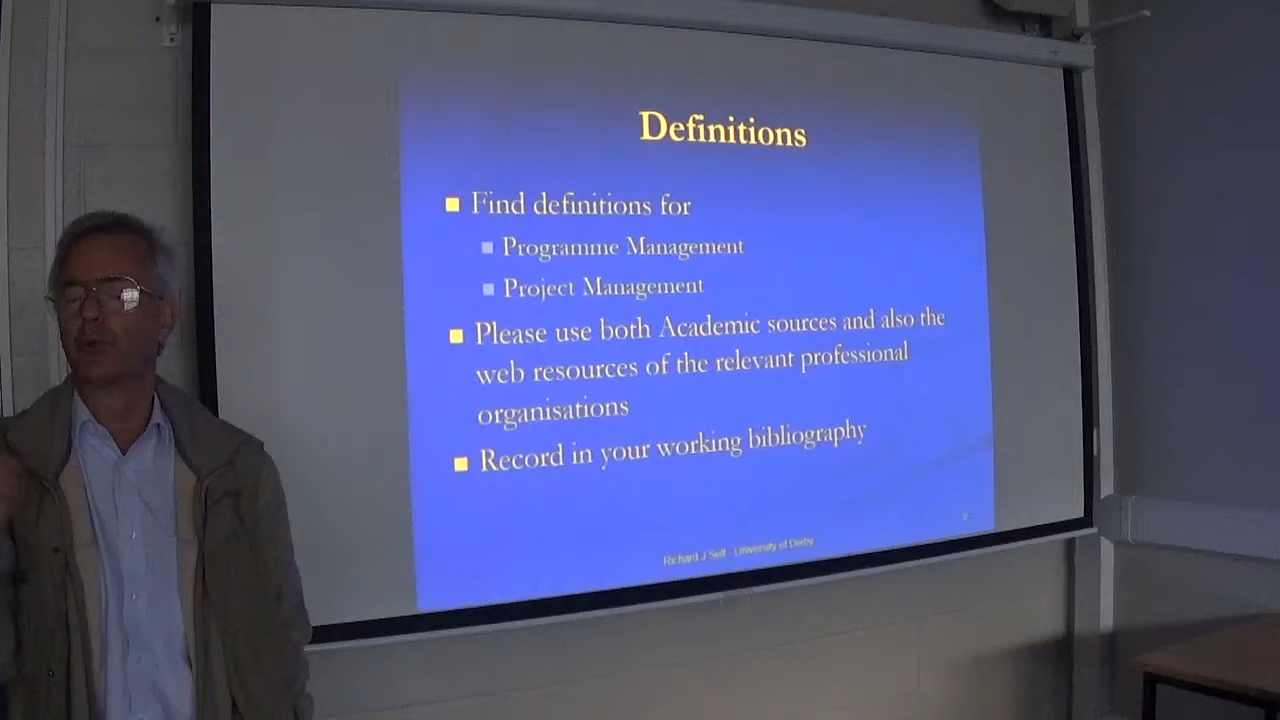 Definitions
Find definitions for
Programme Management
Project Management
Please use both Academic sources and also the
web resources of the relevant professional
organisations
Record in your working bibliography
Richard J Self - University of Derby